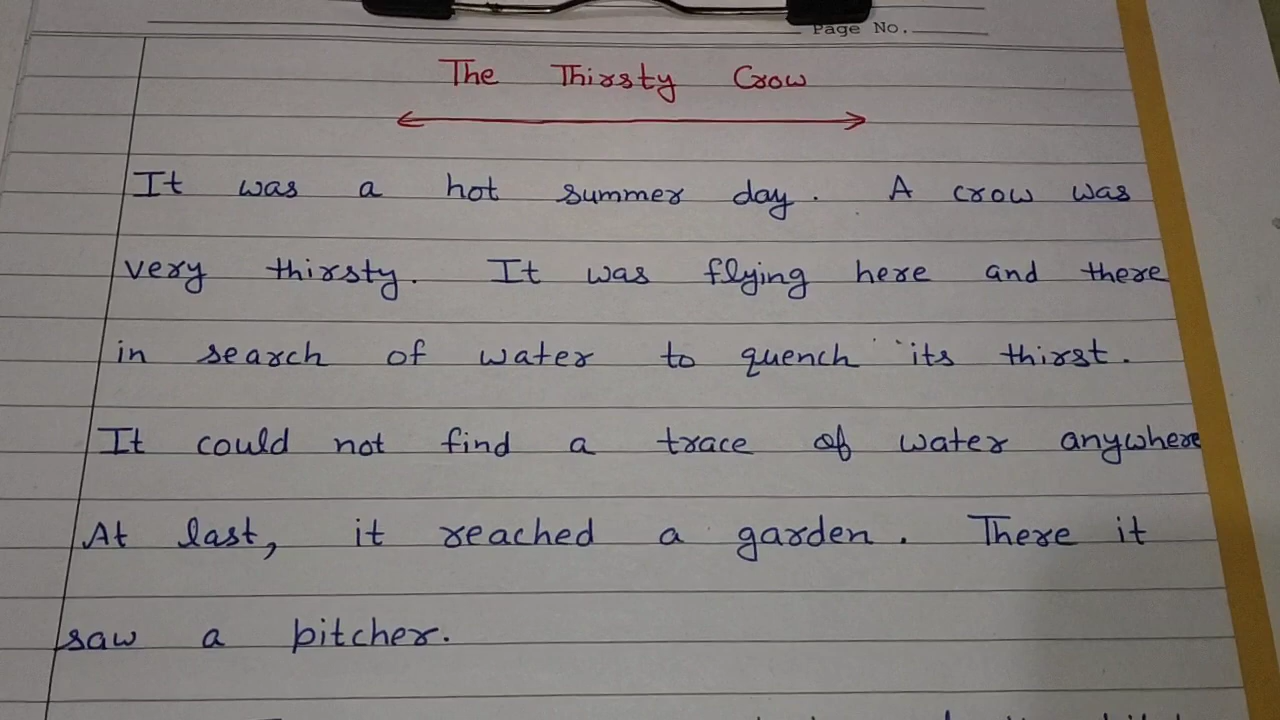 Page No.
The Thirsty Crow
It was a hot summer day. A crow was
very thirsty. It was flying here and there
in search of water to quench its thirst.
It could not find a trace of water anywhere
At last, it reached a garden. There it
saw a pitcher.